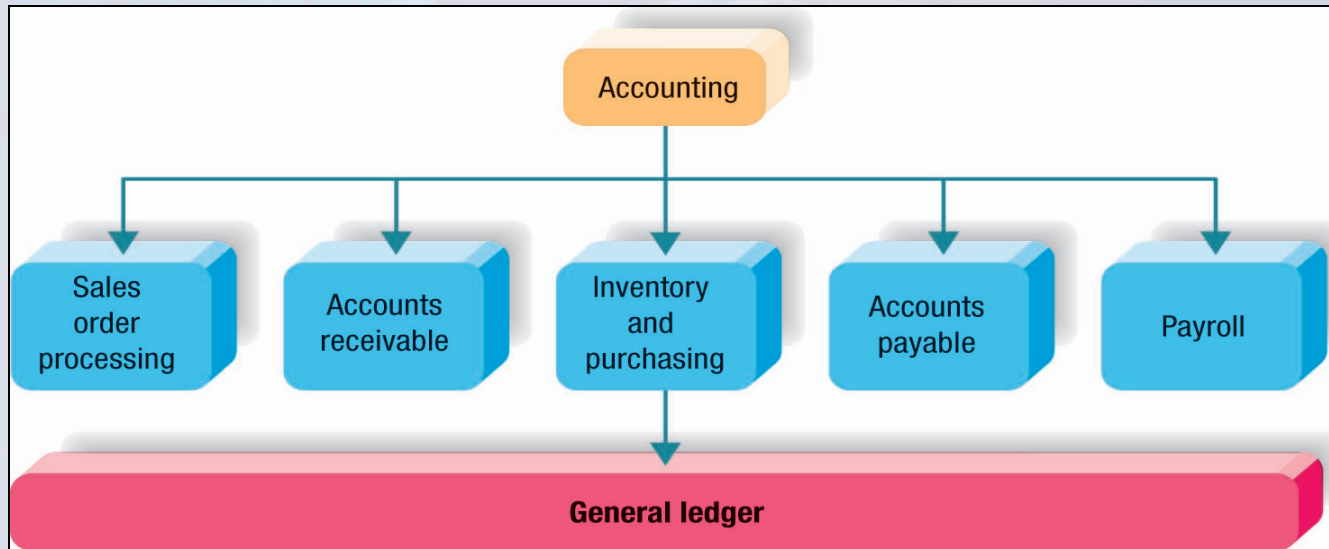 Accounting
Sales
order
processing
Accounts
receivable
Inventory
and
purchasing
Accounts
payable
Payroll
General ledger